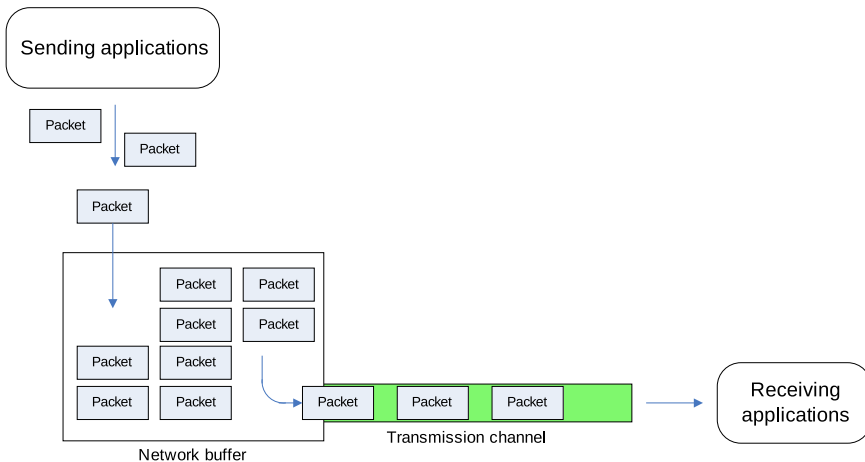 Sending applications
Packet
Packet
Packet
Packet
Packet
Packet
Packet
Packet
Packet
Packet
Packet
Packet
Packet
Packet
Receiving
applications
Transmission channel
Network buffer